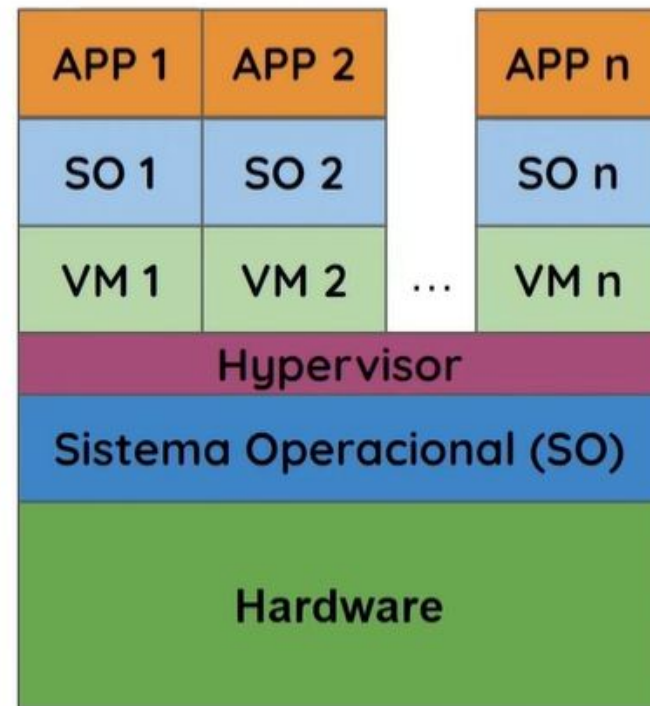 APP 1 APP 2 APP n
SO 1 SO 2 SO n
VM 1 VM 2 ... VM n
Hypervisor
Sistema Operacional (SO)
Hardware